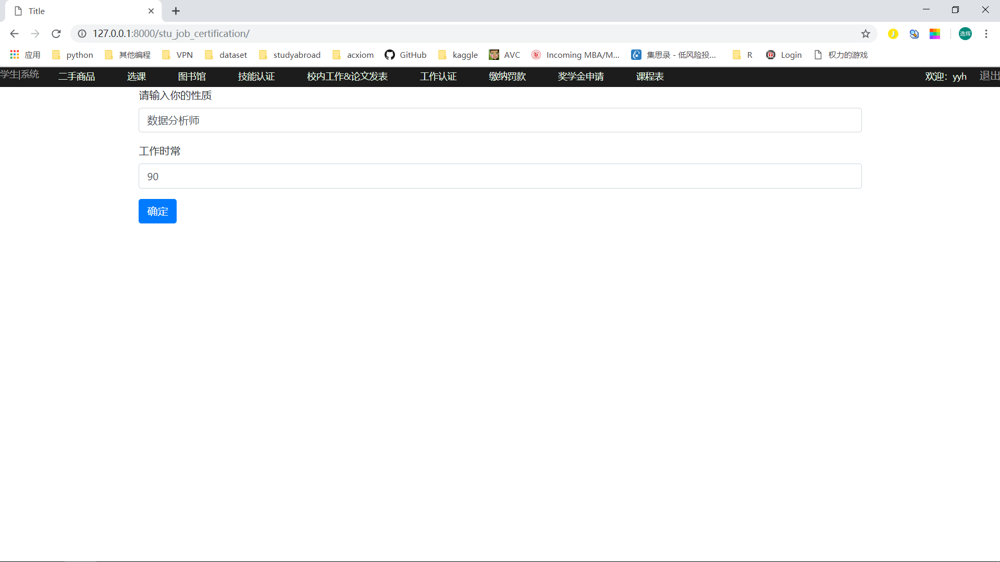 Title
127.0.0.1:8000/stu_job_certification/
逸辉
应用 python 其他编程 VPN dataset studyabroad acxiom GitHub kaggle AVC Incoming MBA/M... 集思录 - 低风险投... R Login 权力的游戏
学生|系统 二手商品 选课 图书馆 技能认证 校内工作&论文发表 工作认证 缴纳罚款 奖学金申请 课程表 欢迎：yyh 退出
请输入你的性质
数据分析师
工作时常
90
确定